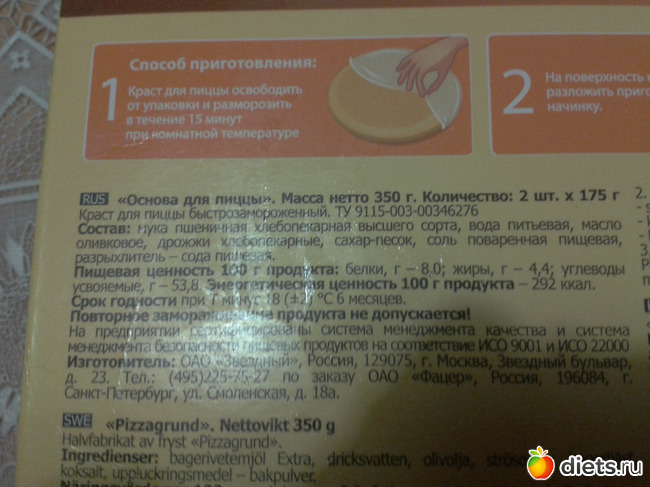 Способ приготовления:
1
Краст для пиццы освободить
от упаковки и разморозить
в течение 15 минут
при комнатной температуре
2
На поверхность
разложить
начинку.
RUS «Основа для пиццы». Масса нетто 350 г. Количество: 2 шт. x 175 г
Краст для пиццы быстрозамороженный. ТУ 9115-003-00346276
Состав: мука пшеничная хлебопекарная высшего сорта, вода питьевая, масло
оливковое, дрожжи хлебопекарные, сахар-песок, соль поваренная пищевая,
разрыхлитель – сода пищевая.
Пищевая ценность 100 г продукта: белки, г – 8.0; жиры, г – 4,4; углеводы
усвояемые, г – 53,8. Энергетическая ценность 100 г продукта – 292 ккал.
Срок годности при T минус 18 (±2) °C 6 месяцев.
Повторное замораживание продукта не допускается!
На предприятии сертифицированы система менеджмента качества и система
менеджмента безопасности пищевых продуктов на соответствие ИСО 9001 и ИСО 22000
Изготовитель: ОАО «Звездный», Россия, 129075, г. Москва, Звездный бульвар,
д. 23. Тел.: (495)225-75-27 по заказу ОАО «Фацер», Россия, 196084, г.
Санкт-Петербург, ул. Смоленская, д. 18а.
SWE «Pizzagrund». Nettovikt 350 g
Halvfabrikat av fryst «Pizzagrund».
Ingredienser: bagerivetemjöl Extra, dricksvatten, olivolja,
koksalt, uppluckringsmedel – bakpulver.
2.
diets.ru